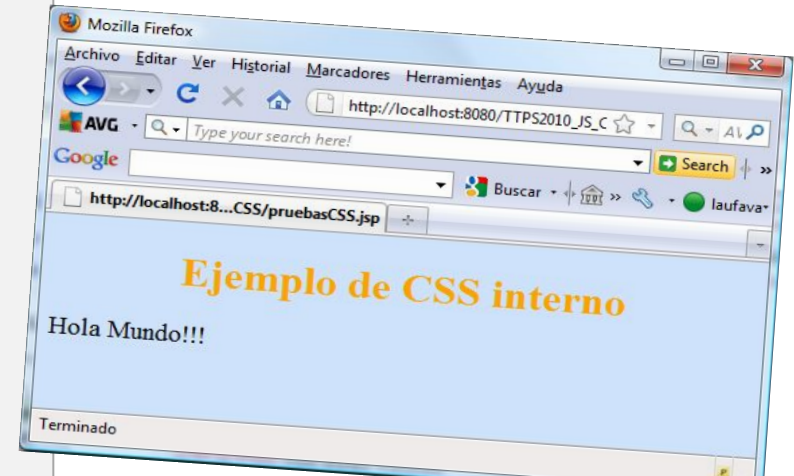 Mozilla Firefox
Archivo Editar Ver Historial Marcadores Herramientas Ayuda
http://localhost:8080/TTPS2010_JS_C
AVG Type your search here! Search »
Google Buscar » laufava
http://localhost:8...CSS/pruebasCSS.jsp
Ejemplo de CSS interno
Hola Mundo!!!
Terminado